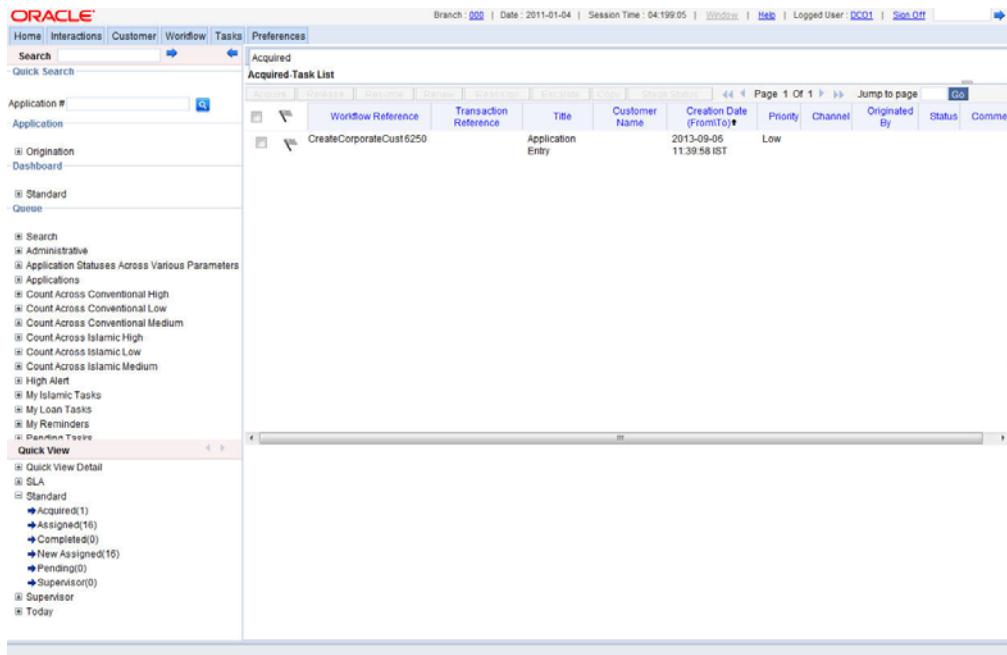 ORACLE
Branch : 000 | Date : 2011-01-04 | Session Time : 04:199:05 | Window | Help | Logged User : DCO1 | Sign Off
Home Interactions Customer Workflow Tasks Preferences
Search
Quick Search
Application #
Application
Origination
Dashboard
Standard
Queue
Search
Administrative
Application Statuses Across Various Parameters
Applications
Count Across Conventional High
Count Across Conventional Low
Count Across Conventional Medium
Count Across Islamic High
Count Across Islamic Low
Count Across Islamic Medium
High Alert
My Islamic Tasks
My Loan Tasks
My Reminders
Pending Tasks
Quick View
Quick View Detail
SLA
Standard
Acquired(1)
Assigned(16)
Completed(0)
New Assigned(16)
Pending(0)
Supervisor(0)
Supervisor
Today
Acquired
Acquired-Task List
Acquire Release Resume Renew Reassign Escalate Copy Stage Status Page 1 Of 1 Jump to page Go
Workflow Reference Transaction Reference Title Customer Name Creation Date (From\To) Priority Channel Originated By Status Comme
CreateCorporateCust6250 Application Entry 2013-09-06 11:39:58 IST Low